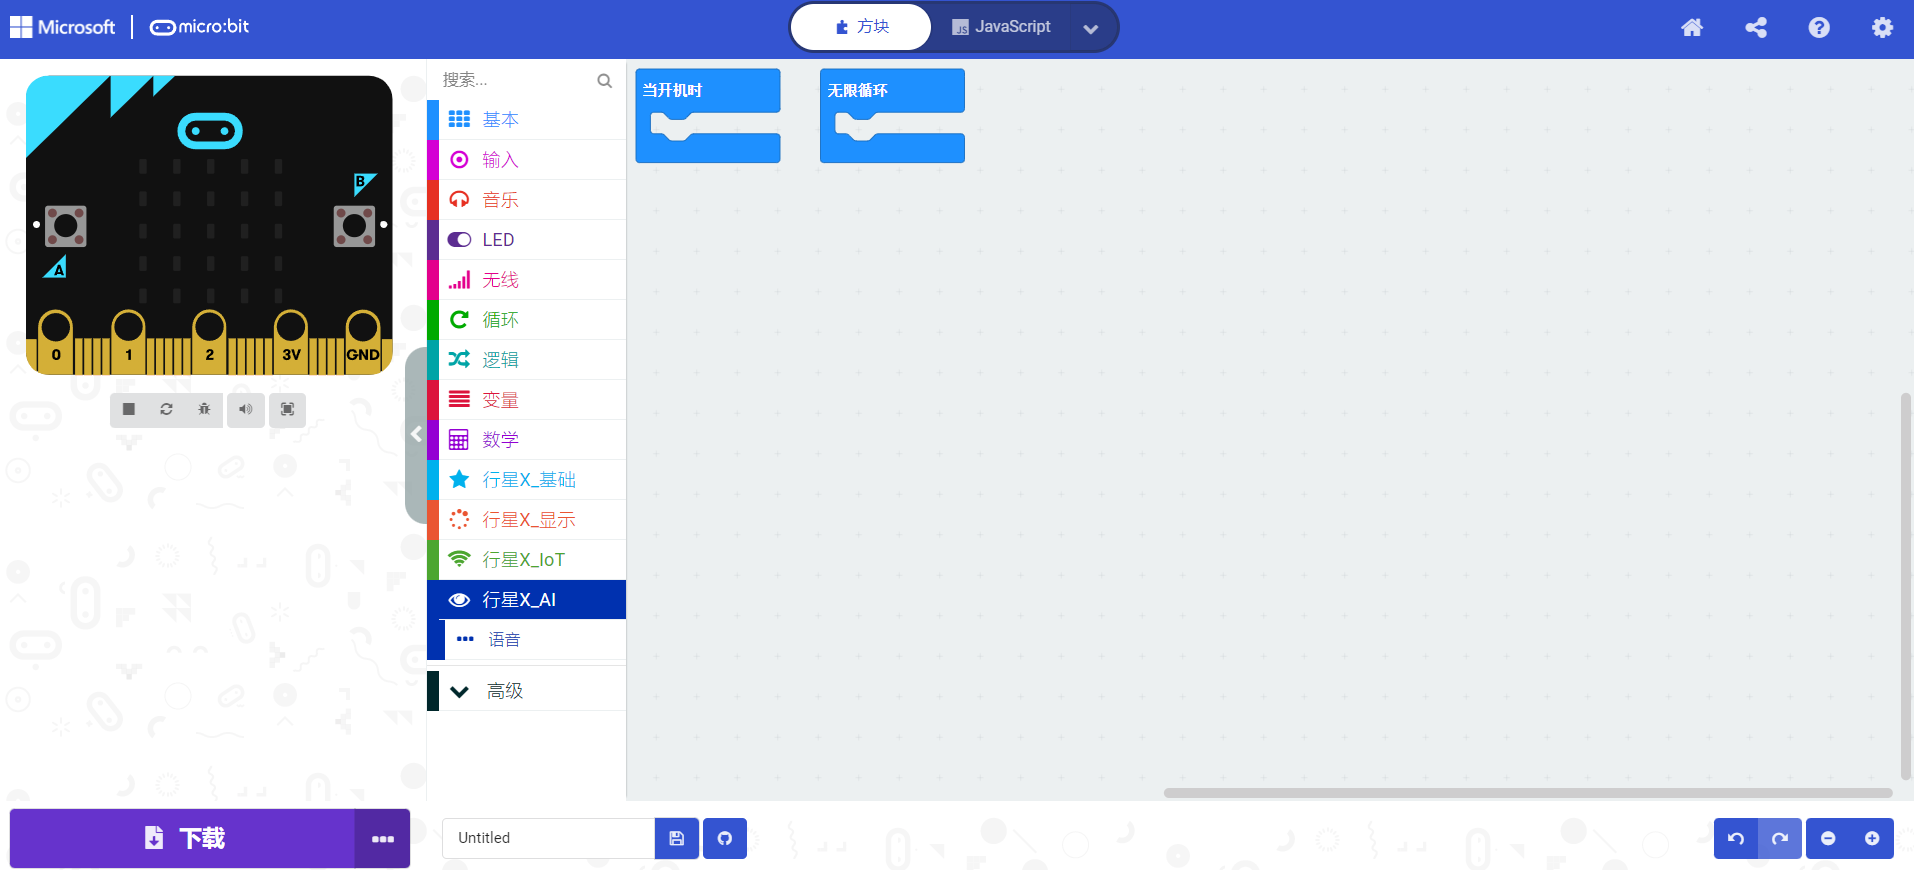 Microsoft
micro:bit
方块
JavaScript
B
A
0 1 2 3V GND
搜索...
基本
输入
音乐
LED
无线
循环
逻辑
变量
数学
行星X_基础
行星X_显示
行星X_IoT
行星X_AI
语音
高级
当开机时
无限循环
下载
Untitled